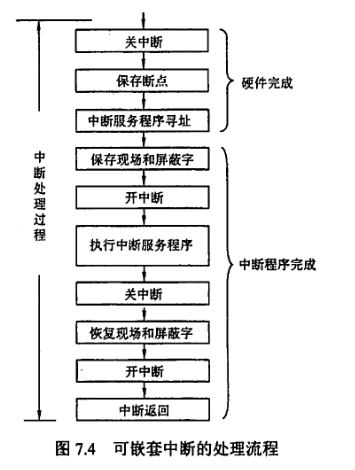 关中断
保存断点
硬件完成
中断服务程序寻址
保存现场和屏蔽字
中断处理过程
开中断
执行中断服务程序
中断程序完成
关中断
恢复现场和屏蔽字
开中断
中断返回
图 7.4 可嵌套中断的处理流程